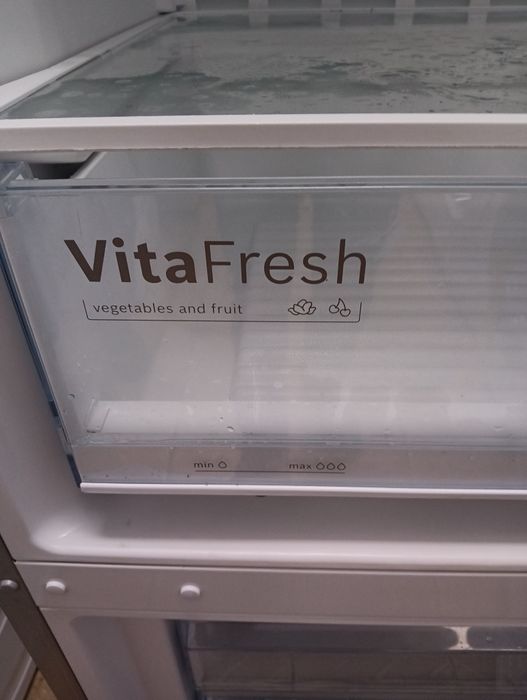 VitaFresh
vegetables and fruit
min max